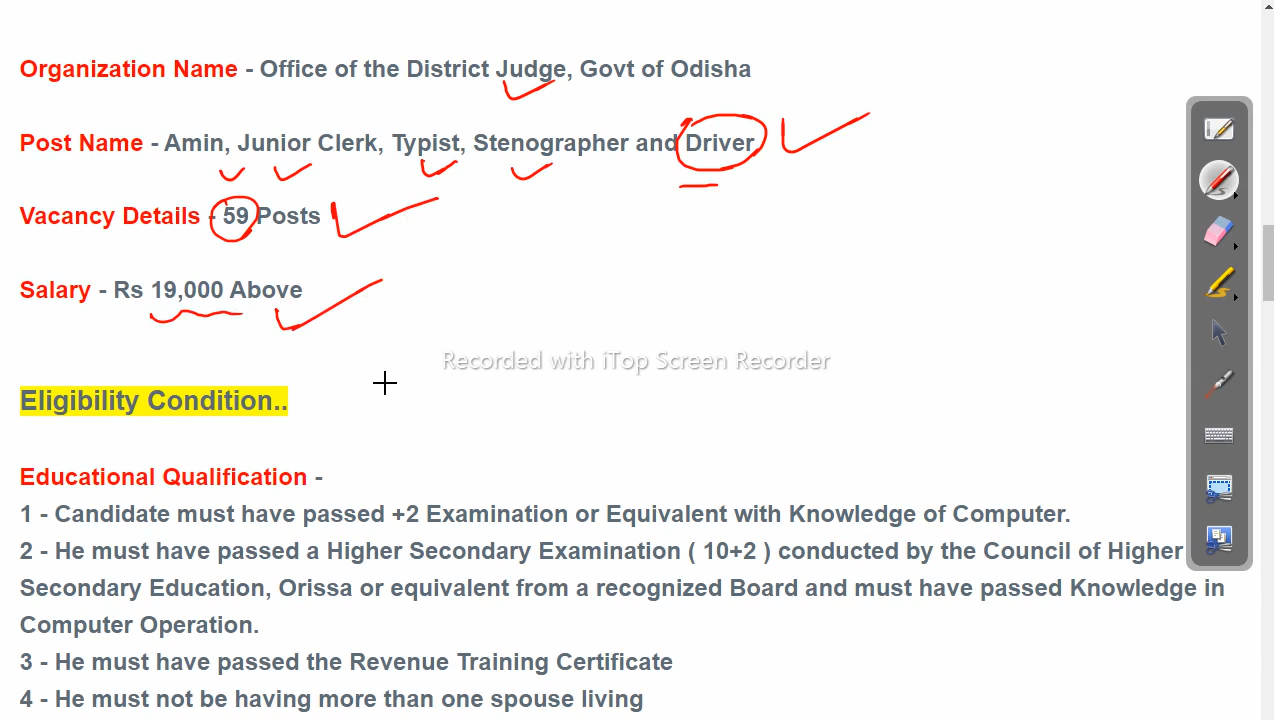 Organization Name - Office of the District Judge, Govt of Odisha
Post Name - Amin, Junior Clerk, Typist, Stenographer and Driver
Vacancy Details - 59 Posts
Salary - Rs 19,000 Above
Recorded with iTop Screen Recorder
Eligibility Condition..
Educational Qualification -
1 - Candidate must have passed +2 Examination or Equivalent with Knowledge of Computer.
2 - He must have passed a Higher Secondary Examination ( 10+2 ) conducted by the Council of Higher
Secondary Education, Orissa or equivalent from a recognized Board and must have passed Knowledge in
Computer Operation.
3 - He must have passed the Revenue Training Certificate
4 - He must not be having more than one spouse living